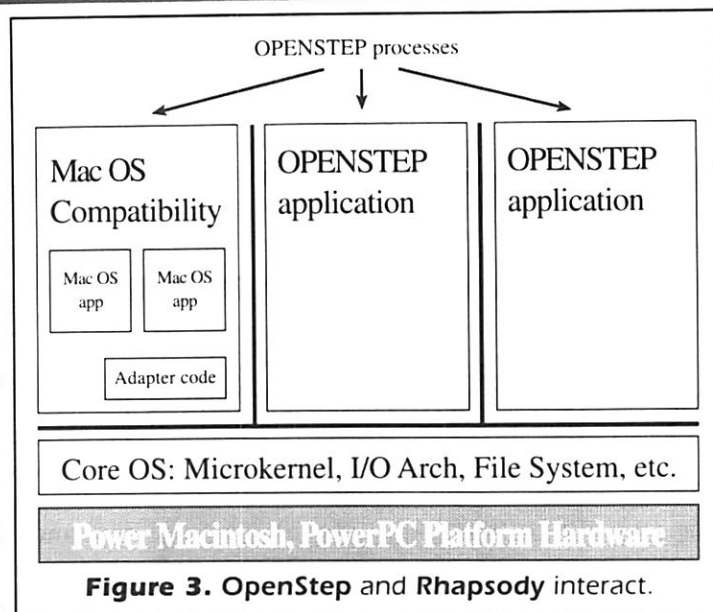 OPENSTEP processes
Mac OS
Compatibility
Mac OS
app
Mac OS
app
Adapter code
OPENSTEP
application
OPENSTEP
application
Core OS: Microkernel, I/O Arch, File System, etc.
Power Macintosh, PowerPC Platform Hardware
Figure 3. OpenStep and Rhapsody interact.